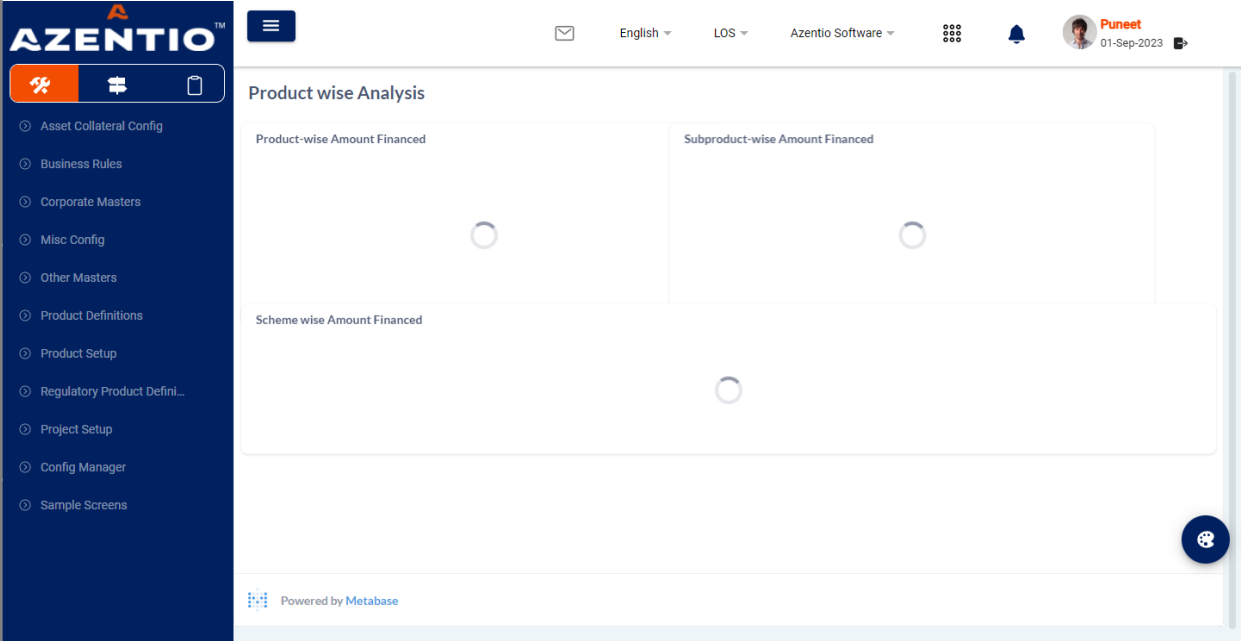 AZENTIO™
English
LOS
Azentio Software
Puneet
01-Sep-2023
Asset Collateral Config
Business Rules
Corporate Masters
Misc Config
Other Masters
Product Definitions
Product Setup
Regulatory Product Defini...
Project Setup
Config Manager
Sample Screens
Product wise Analysis
Product-wise Amount Financed
Subproduct-wise Amount Financed
Scheme wise Amount Financed
Powered by Metabase